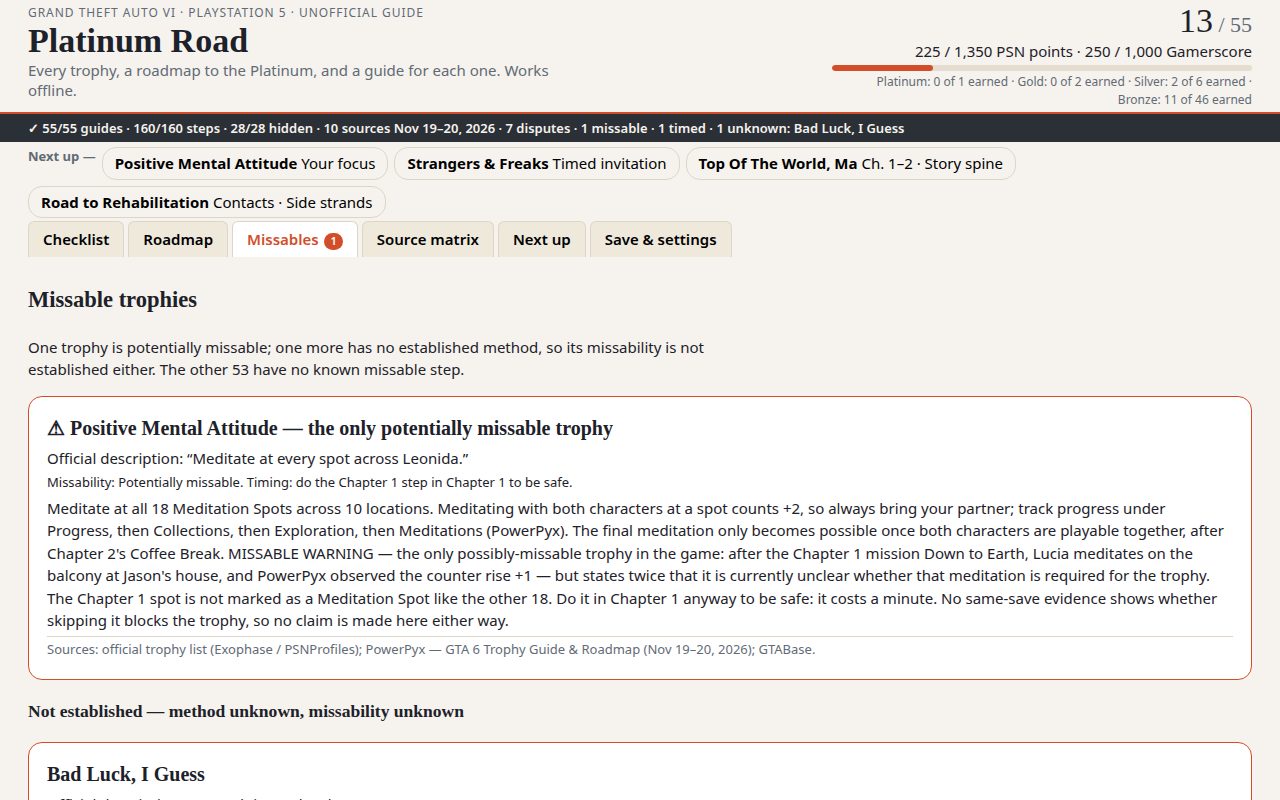 GRAND THEFT AUTO VI · PLAYSTATION 5 · UNOFFICIAL GUIDE
Platinum Road
Every trophy, a roadmap to the Platinum, and a guide for each one. Works
offline.
13 / 55
225 / 1,350 PSN points · 250 / 1,000 Gamerscore
Platinum: 0 of 1 earned · Gold: 0 of 2 earned · Silver: 2 of 6 earned ·
Bronze: 11 of 46 earned
✓ 55/55 guides · 160/160 steps · 28/28 hidden · 10 sources Nov 19–20, 2026 · 7 disputes · 1 missable · 1 timed · 1 unknown: Bad Luck, I Guess
Next up — Positive Mental Attitude Your focus Strangers & Freaks Timed invitation Top Of The World, Ma Ch. 1–2 · Story spine
Road to Rehabilitation Contacts · Side strands
Checklist Roadmap Missables 1 Source matrix Next up Save & settings
Missable trophies
One trophy is potentially missable; one more has no established method, so its missability is not
established either. The other 53 have no known missable step.
⚠ Positive Mental Attitude — the only potentially missable trophy
Official description: “Meditate at every spot across Leonida.”
Missability: Potentially missable. Timing: do the Chapter 1 step in Chapter 1 to be safe.
Meditate at all 18 Meditation Spots across 10 locations. Meditating with both characters at a spot counts +2, so always bring your partner; track progress under
Progress, then Collections, then Exploration, then Meditations (PowerPyx). The final meditation only becomes possible once both characters are playable together, after
Chapter 2's Coffee Break. MISSABLE WARNING — the only possibly-missable trophy in the game: after the Chapter 1 mission Down to Earth, Lucia meditates on the
balcony at Jason's house, and PowerPyx observed the counter rise +1 — but states twice that it is currently unclear whether that meditation is required for the trophy.
The Chapter 1 spot is not marked as a Meditation Spot like the other 18. Do it in Chapter 1 anyway to be safe: it costs a minute. No same-save evidence shows whether
skipping it blocks the trophy, so no claim is made here either way.
Sources: official trophy list (Exophase / PSNProfiles); PowerPyx — GTA 6 Trophy Guide & Roadmap (Nov 19–20, 2026); GTABase.
Not established — method unknown, missability unknown
Bad Luck, I Guess